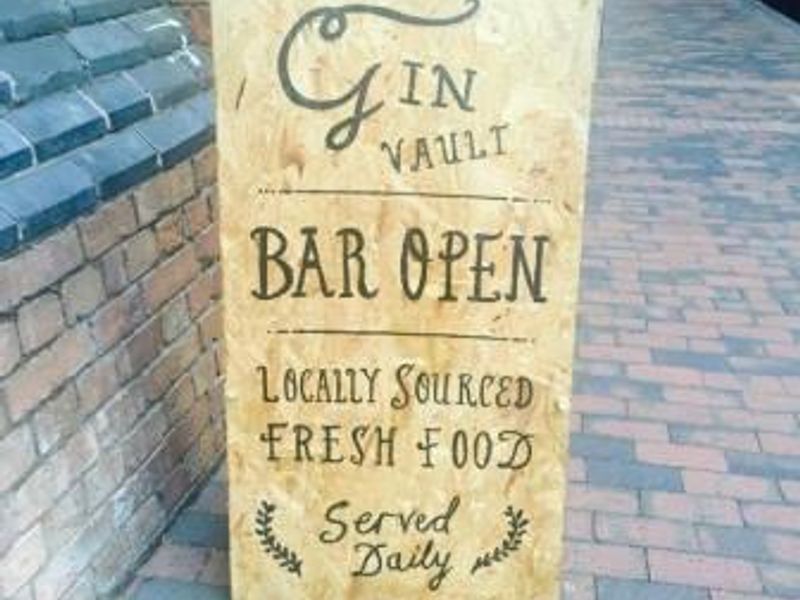 GIN
VAULT
BAR OPEN
LOCALLY SOURCED
FRESH FOOD
Served
Daily